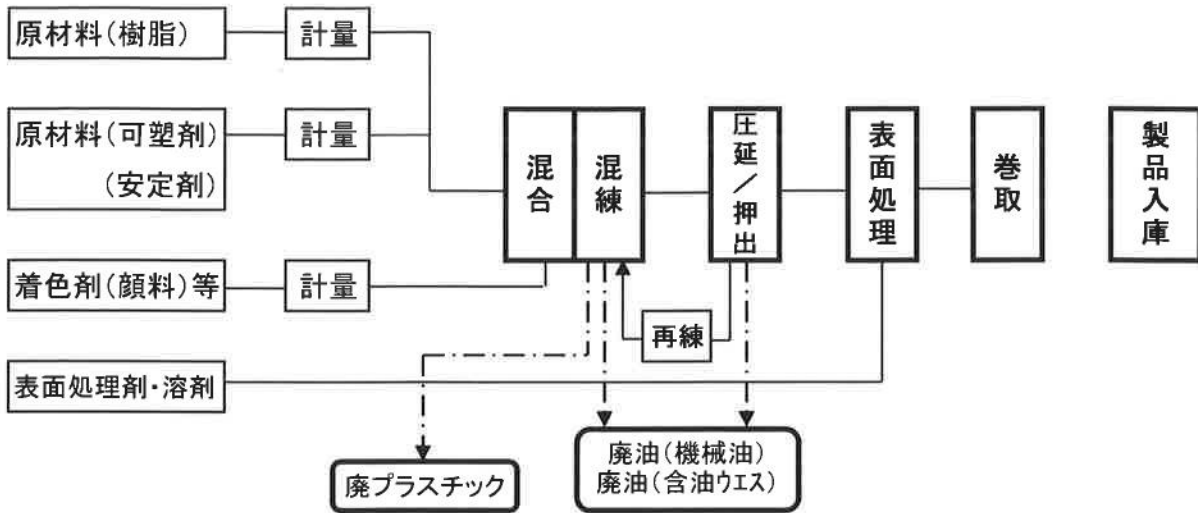 原材料(樹脂)
計量
原材料(可塑剤)
(安定剤)
計量
着色剤(顔料)等
計量
表面処理剤・溶剤
混合
混練
圧延/押出
表面処理
巻取
製品入庫
再練
廃プラスチック
廃油(機械油)
廃油(含油ウエス)